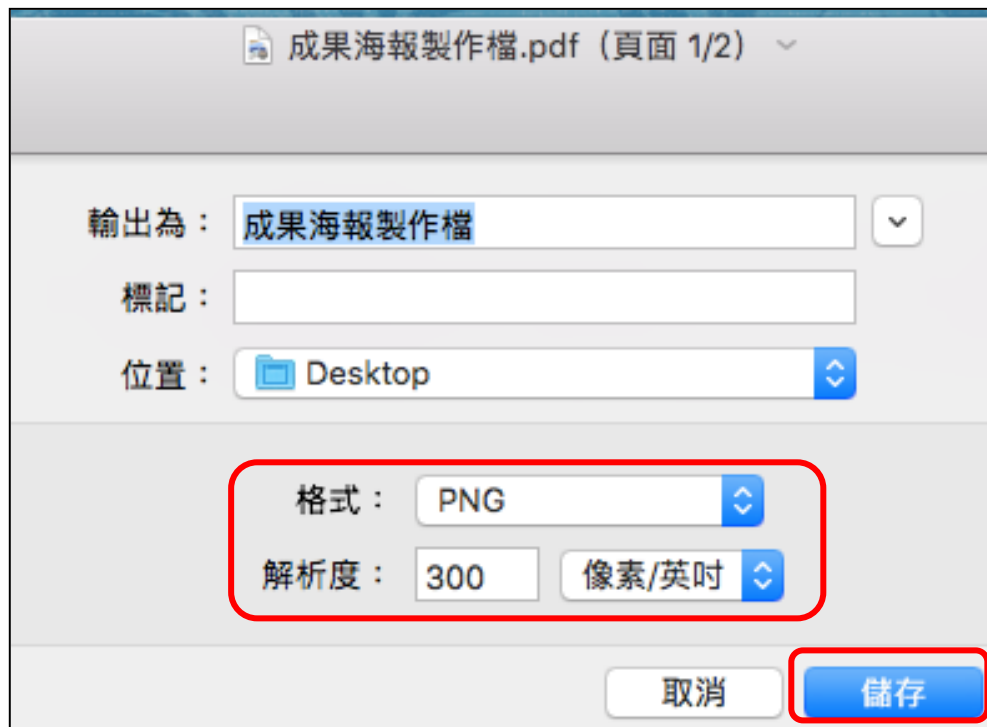 成果海報製作檔.pdf（頁面 1/2）
輸出為：成果海報製作檔
標記：
位置：Desktop
格式：PNG
解析度：300 像素/英吋
取消 儲存